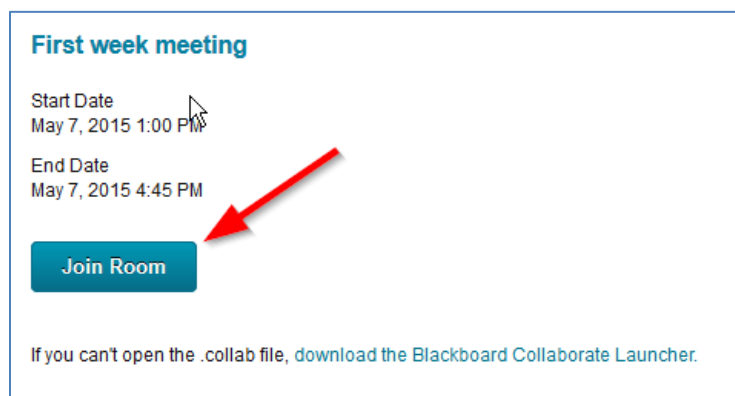 First week meeting
Start Date
May 7, 2015 1:00 PM
End Date
May 7, 2015 4:45 PM
Join Room
If you can't open the .collab file, download the Blackboard Collaborate Launcher.